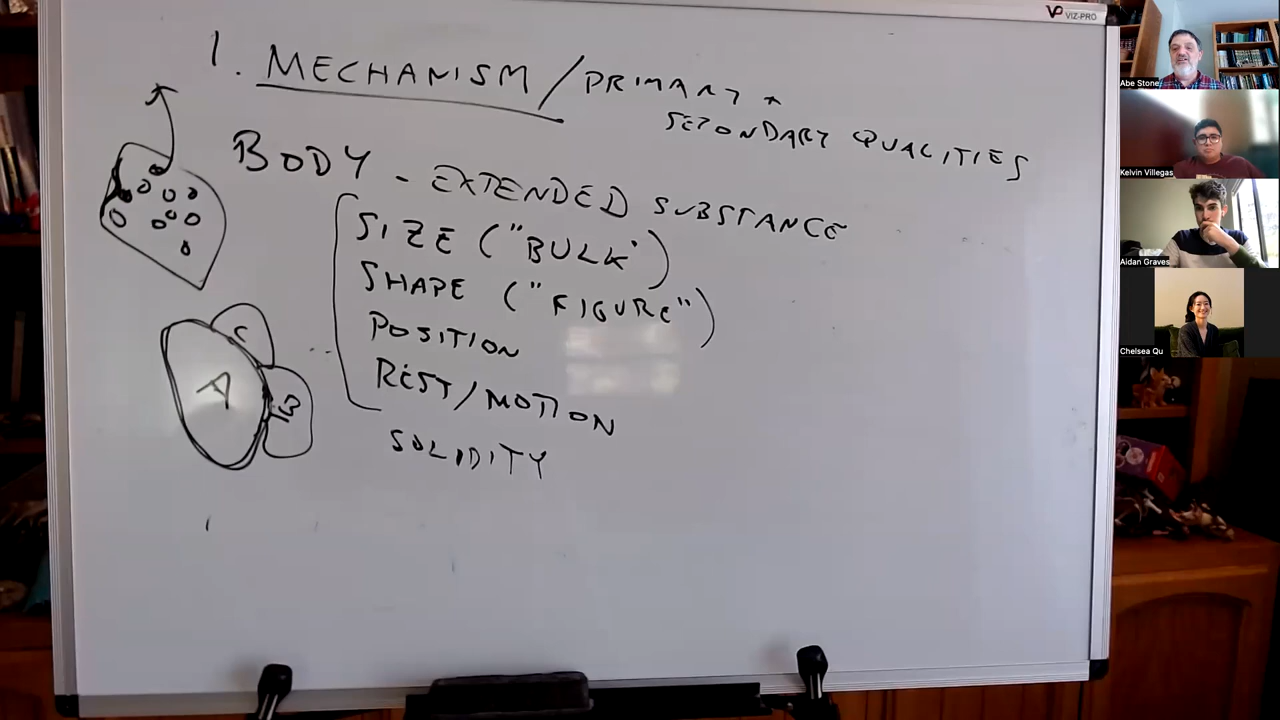 VP VIZ-PRO
1. MECHANISM / PRIMARY +
SECONDARY QUALITIES
BODY - EXTENDED SUBSTANCE
SIZE ("BULK")
SHAPE ("FIGURE")
POSITION
REST/MOTION
SOLIDITY
C
A
B
Abe Stone
Kelvin Villegas
Aidan Graves
Chelsea Qu